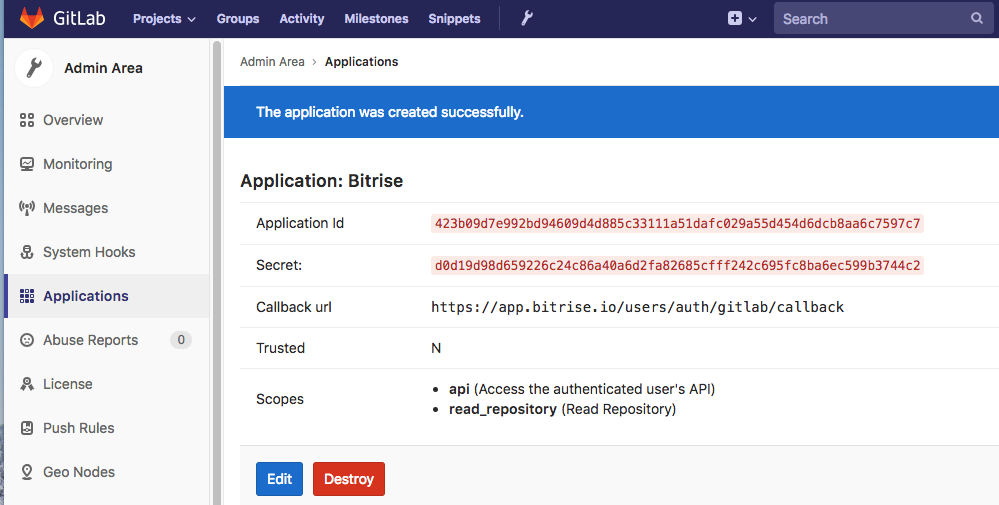 GitLab Projects Groups Activity Milestones Snippets Search
Admin Area
Overview
Monitoring
Messages
System Hooks
Applications
Abuse Reports 0
License
Push Rules
Geo Nodes
Admin Area › Applications
The application was created successfully.
Application: Bitrise
Application Id 423b09d7e992bd94609d4d885c33111a51dafc029a55d454d6dcb8aa6c7597c7
Secret: d0d19d98d659226c24c86a40a6d2fa82685cfff242c695fc8ba6ec599b3744c2
Callback url https://app.bitrise.io/users/auth/gitlab/callback
Trusted N
Scopes
• api (Access the authenticated user's API)
• read_repository (Read Repository)
Edit Destroy